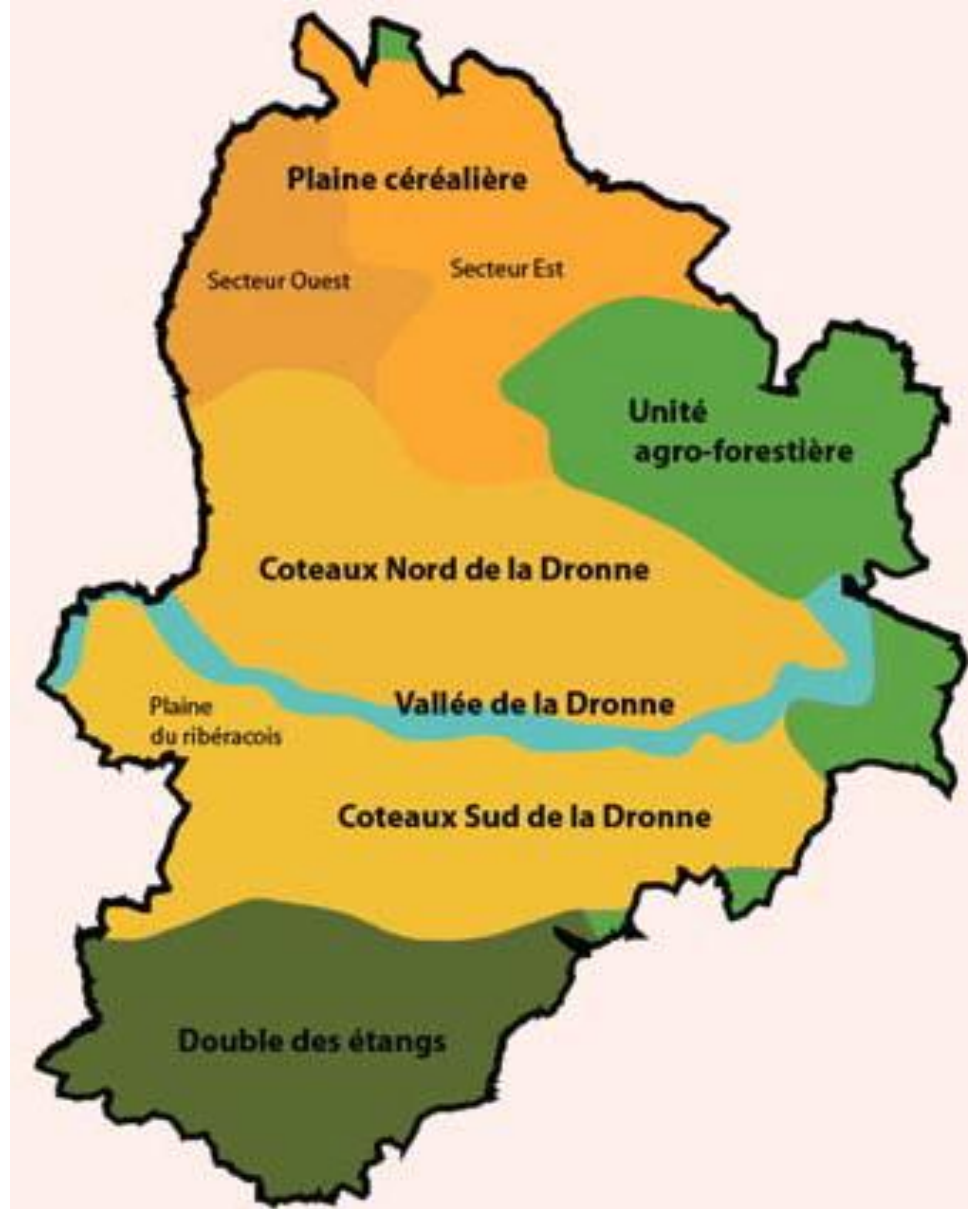 Plaine céréalière
Secteur Ouest
Secteur Est
Unité
agro-forestière
Coteaux Nord de la Dronne
Vallée de la Dronne
Plaine
du ribéracois
Coteaux Sud de la Dronne
Double des étangs